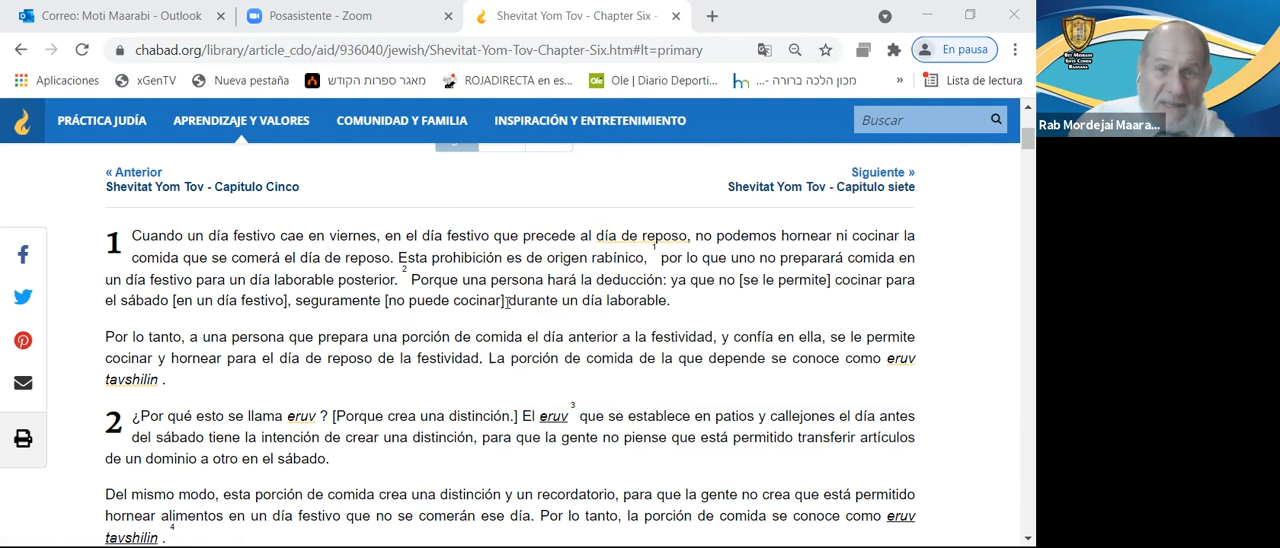 Correo: Moti Maarabi - Outlook
Posasistente - Zoom
Shevitat Yom Tov - Chapter Six -
chabad.org/library/article_cdo/aid/936040/jewish/Shevitat-Yom-Tov-Chapter-Six.htm#lt=primary
En pausa
Aplicaciones
xGenTV
Nueva pestaña
מאגר ספרות הקודש
ROJADIRECTA en es...
Ole | Diario Deporti...
מכון הלכה ברורה -...
»
Lista de lectura
BET MIDRASH
SIFTÉ COHEN
RAANANA
Rab Mordejai Maara...
PRÁCTICA JUDÍA
APRENDIZAJE Y VALORES
COMUNIDAD Y FAMILIA
INSPIRACIÓN Y ENTRETENIMIENTO
Buscar
« Anterior
Shevitat Yom Tov - Capitulo Cinco
Siguiente »
Shevitat Yom Tov - Capitulo siete
1 Cuando un día festivo cae en viernes, en el día festivo que precede al día de reposo, no podemos hornear ni cocinar la
comida que se comerá el día de reposo. Esta prohibición es de origen rabínico, 1 por lo que uno no preparará comida en
un día festivo para un día laborable posterior. 2 Porque una persona hará la deducción: ya que no [se le permite] cocinar para
el sábado [en un día festivo], seguramente [no puede cocinar] durante un día laborable.
Por lo tanto, a una persona que prepara una porción de comida el día anterior a la festividad, y confía en ella, se le permite
cocinar y hornear para el día de reposo de la festividad. La porción de comida de la que depende se conoce como eruv
tavshilin .
2 ¿Por qué esto se llama eruv ? [Porque crea una distinción.] El eruv 3 que se establece en patios y callejones el día antes
del sábado tiene la intención de crear una distinción, para que la gente no piense que está permitido transferir artículos
de un dominio a otro en el sábado.
Del mismo modo, esta porción de comida crea una distinción y un recordatorio, para que la gente no crea que está permitido
hornear alimentos en un día festivo que no se comerán ese día. Por lo tanto, la porción de comida se conoce como eruv
tavshilin . 4